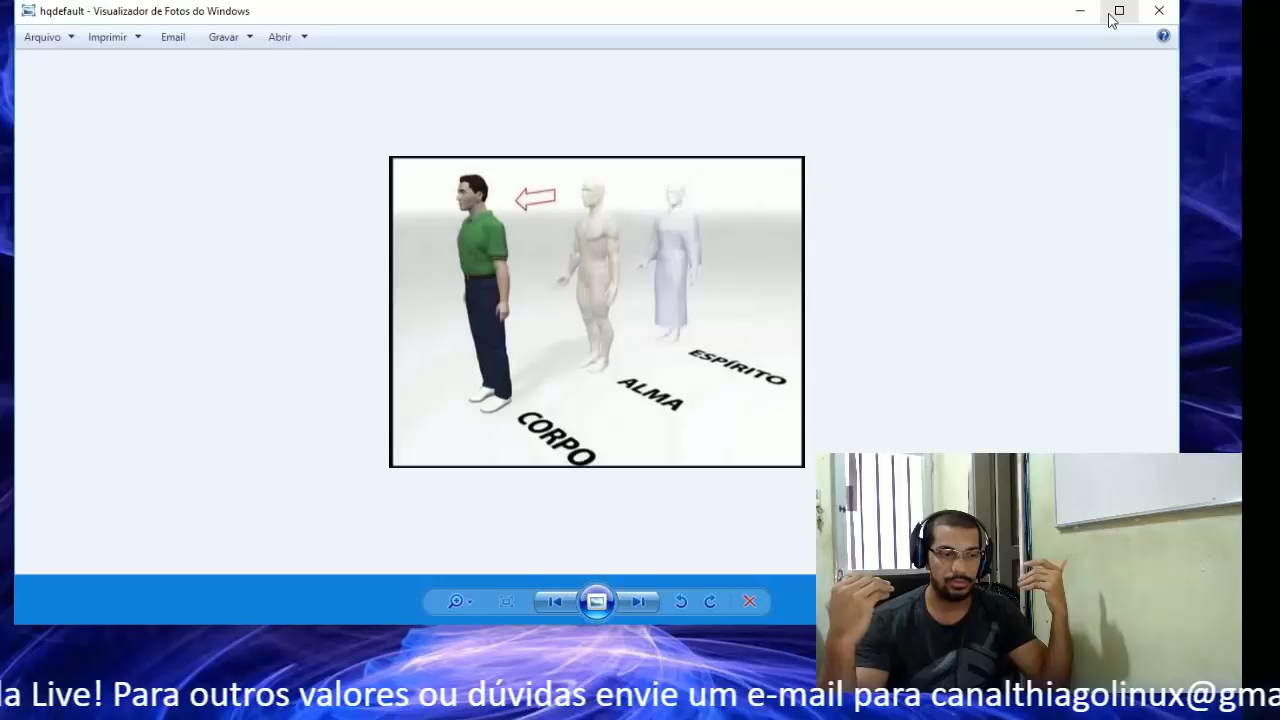 hqdefault - Visualizador de Fotos do Windows
Arquivo Imprimir Email Gravar Abrir
ESPÍRITO
ALMA
CORPO
la Live! Para outros valores ou dúvidas envie um e-mail para canalthiagolinux@gma